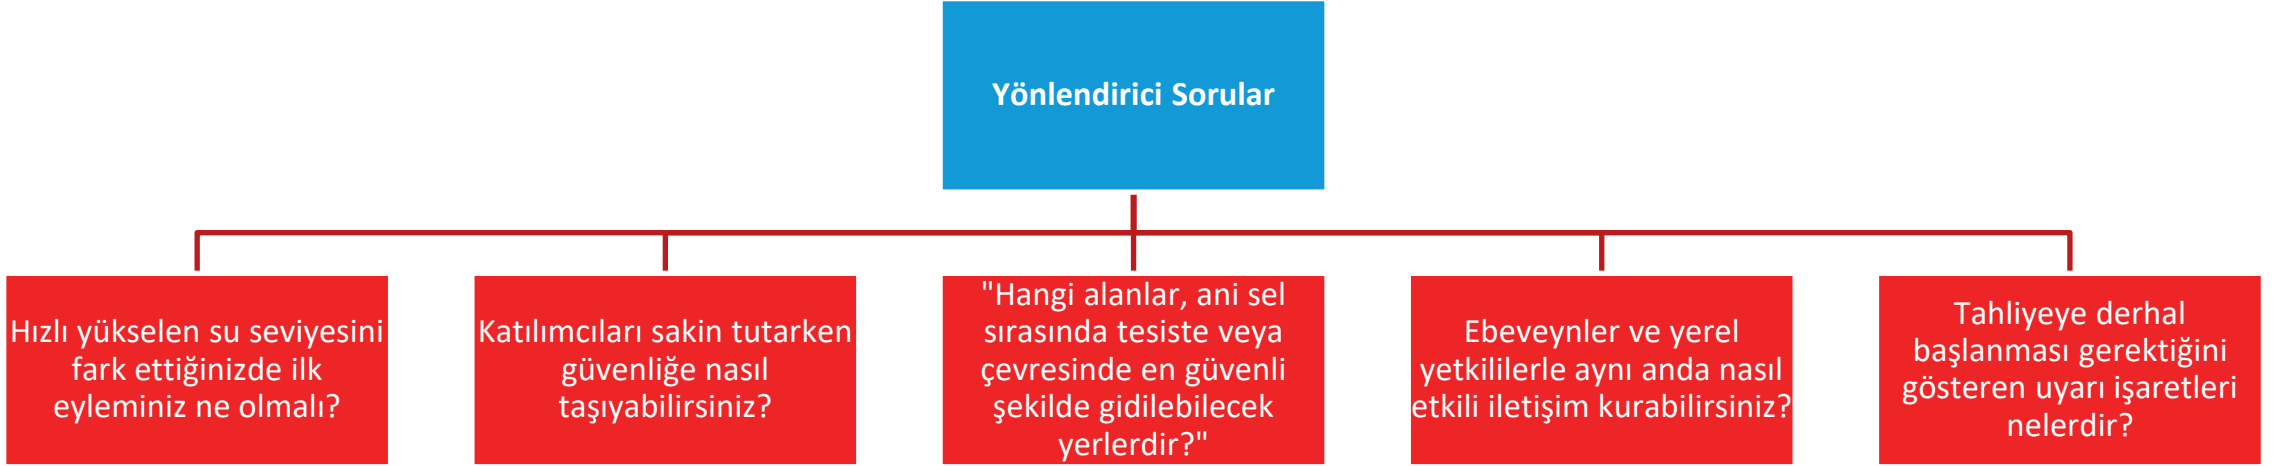 Yönlendirici Sorular
Hızlı yükselen su seviyesini
fark ettiğinizde ilk
eyleminiz ne olmalı?
Katılımcıları sakin tutarken
güvenliğe nasıl
taşıyabilirsiniz?
"Hangi alanlar, ani sel
sırasında tesiste veya
çevresinde en güvenli
şekilde gidilebilecek
yerlerdir?"
Ebeveynler ve yerel
yetkililerle aynı anda nasıl
etkili iletişim kurabilirsiniz?
Tahliyeye derhal
başlanması gerektiğini
gösteren uyarı işaretleri
nelerdir?